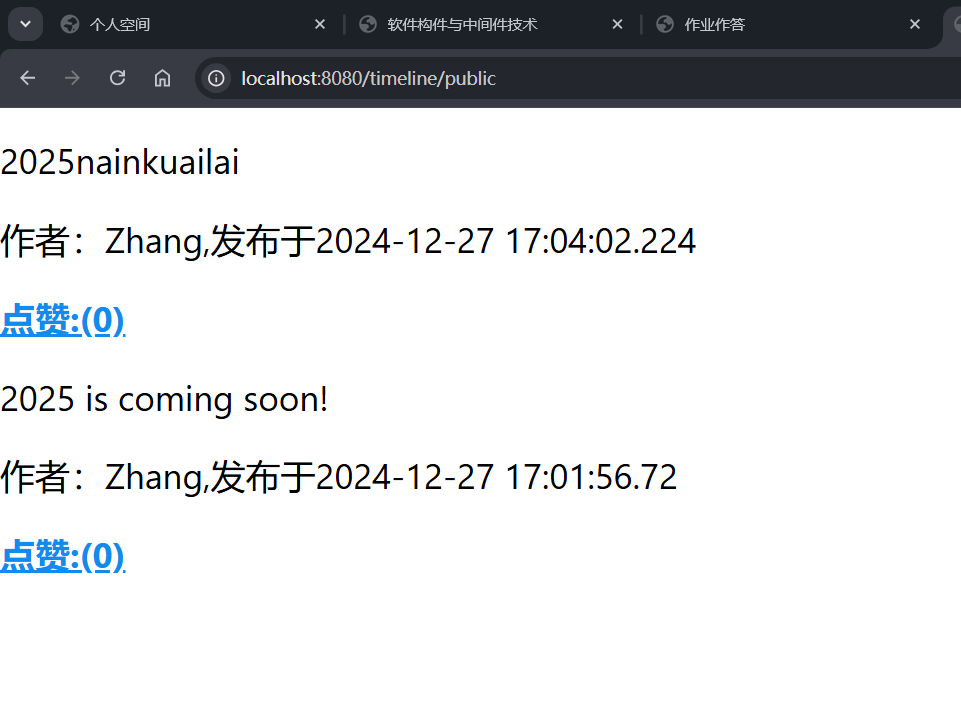 个人空间
软件构件与中间件技术
作业作答
localhost:8080/timeline/public
2025nainkuailai
作者：Zhang,发布于2024-12-27 17:04:02.224
点赞:(0)
2025 is coming soon!
作者：Zhang,发布于2024-12-27 17:01:56.72
点赞:(0)